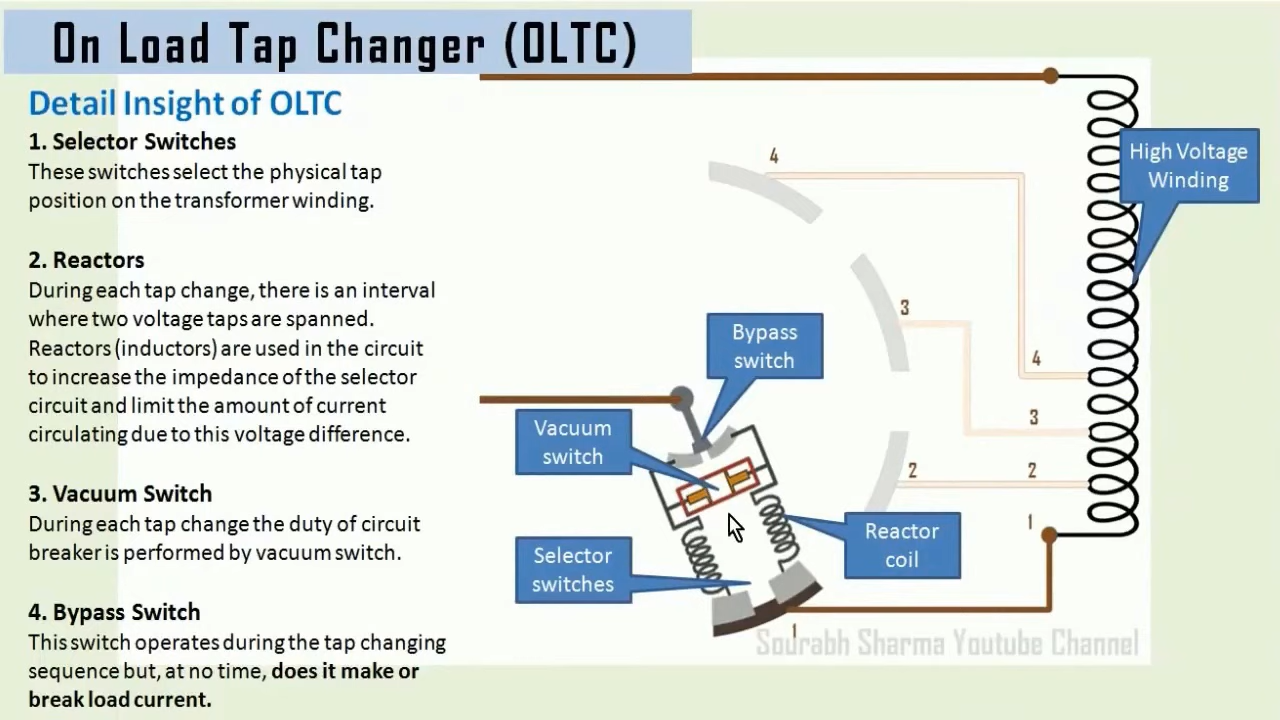 On Load Tap Changer (OLTC)
Detail Insight of OLTC
1. Selector Switches
These switches select the physical tap
position on the transformer winding.
2. Reactors
During each tap change, there is an interval
where two voltage taps are spanned.
Reactors (inductors) are used in the circuit
to increase the impedance of the selector
circuit and limit the amount of current
circulating due to this voltage difference.
3. Vacuum Switch
During each tap change the duty of circuit
breaker is performed by vacuum switch.
4. Bypass Switch
This switch operates during the tap changing
sequence but, at no time, does it make or
break load current.
High Voltage
Winding
4
3
Bypass
switch
4
3
Vacuum
switch
2
2
1
Reactor
coil
Selector
switches
1
Sourabh Sharma Youtube Channel